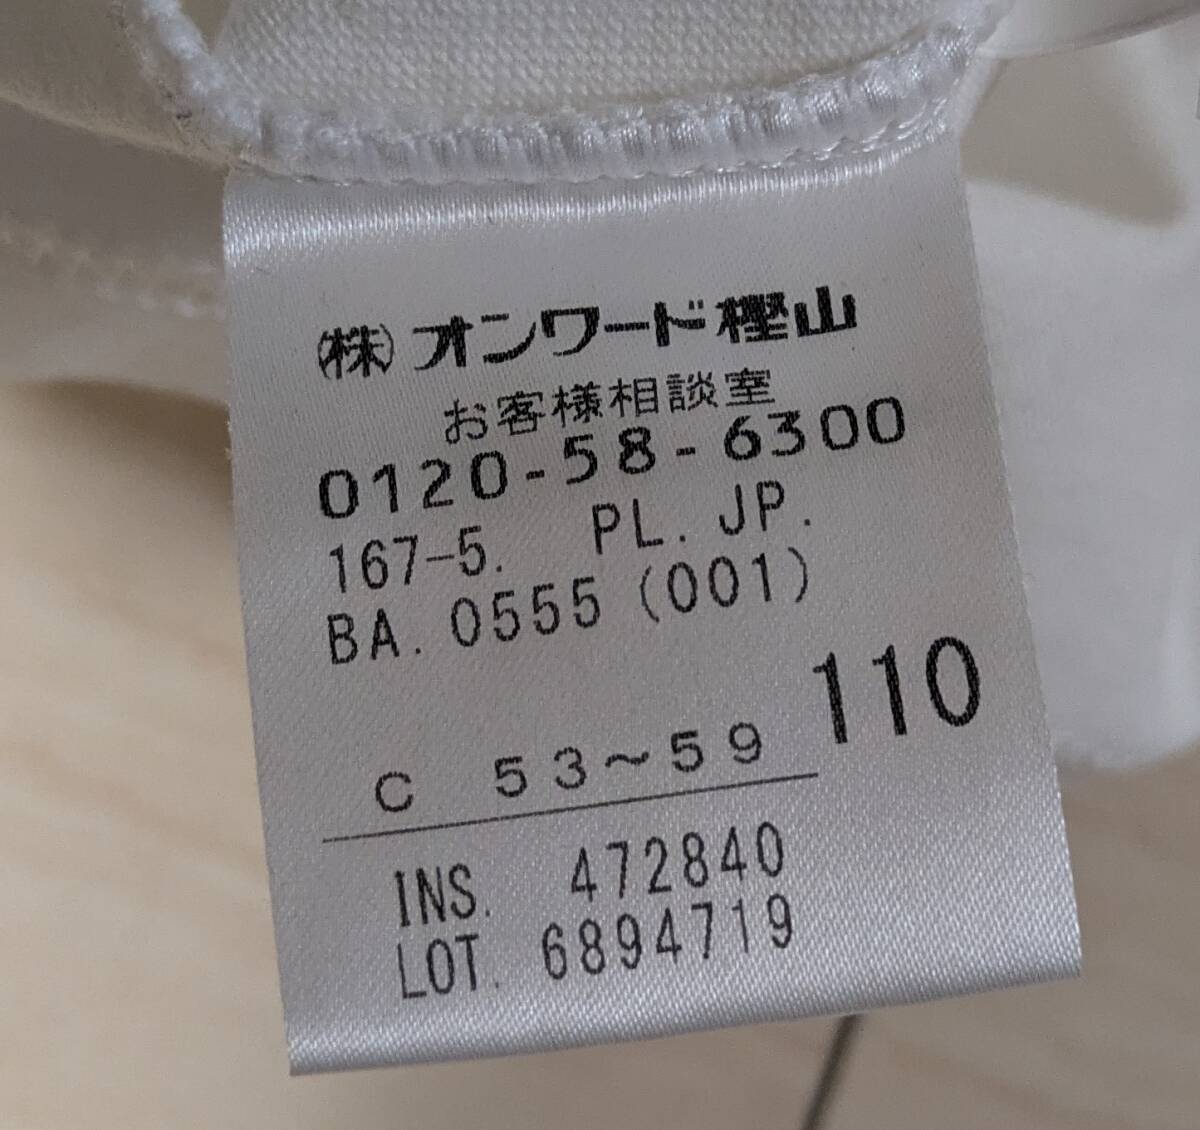 ㈱オンワード樫山
お客様相談室
0120-58-6300
167-5. PL. JP.
BA. 0555 (001)
110
C 53～59
INS. 472840
LOT. 6894719